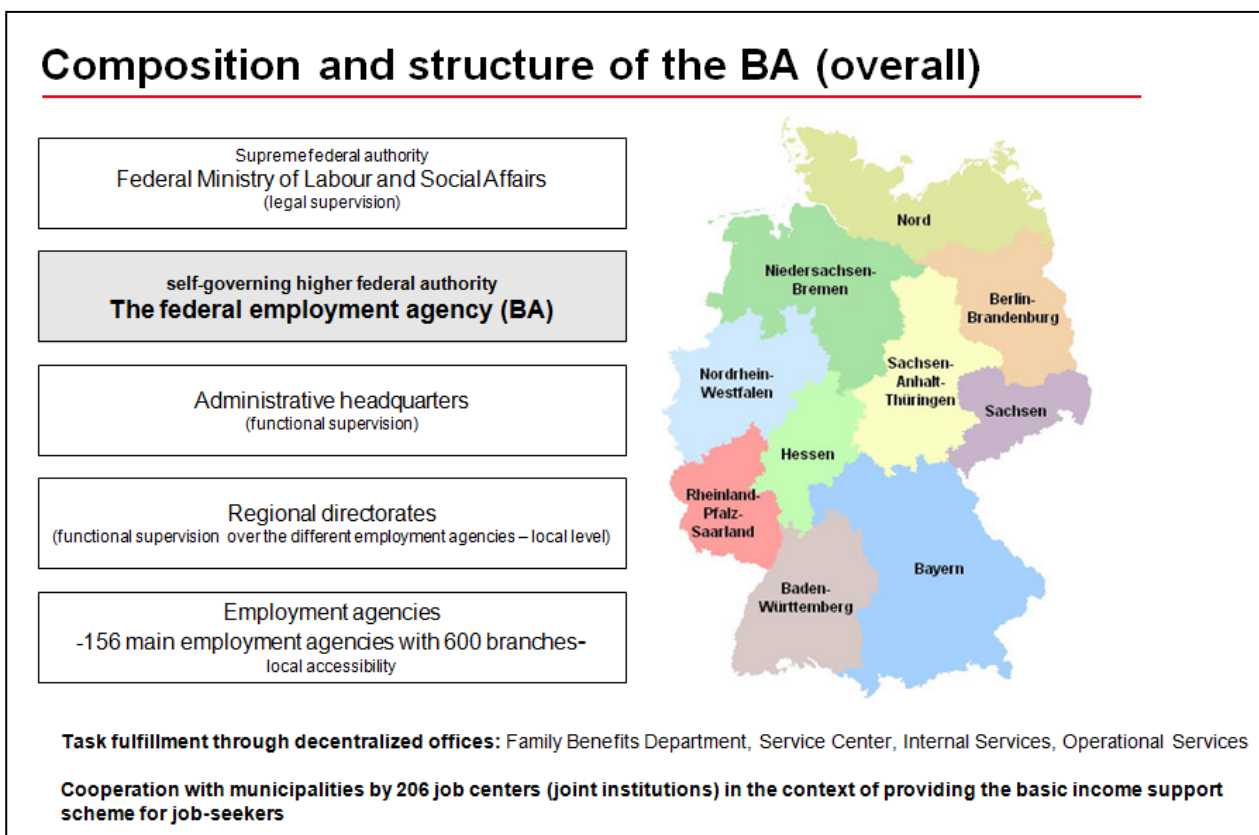 Composition and structure of the BA (overall)
Supreme federal authority
Federal Ministry of Labour and Social Affairs
(legal supervision)
self-governing higher federal authority
The federal employment agency (BA)
Administrative headquarters
(functional supervision)
Regional directorates
(functional supervision over the different employment agencies – local level)
Employment agencies
-156 main employment agencies with 600 branches-
local accessibility
Nord
Niedersachsen-
Bremen
Berlin-
Brandenburg
Nordrhein-
Westfalen
Sachsen-
Anhalt-
Thüringen
Sachsen
Hessen
Rheinland-
Pfalz-
Saarland
Bayern
Baden-
Württemberg
Task fulfillment through decentralized offices: Family Benefits Department, Service Center, Internal Services, Operational Services
Cooperation with municipalities by 206 job centers (joint institutions) in the context of providing the basic income support
scheme for job-seekers